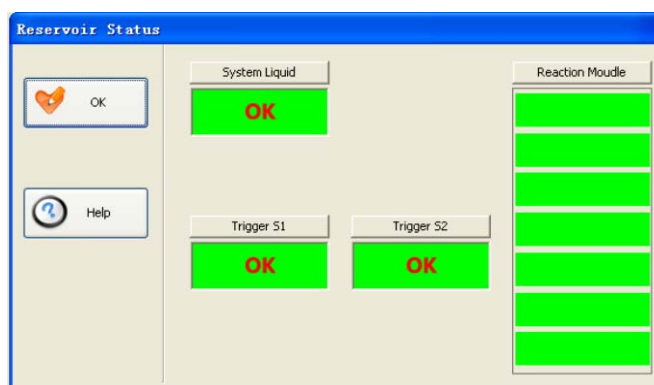 Reservoir Status
OK
Help
System Liquid
OK
Trigger S1
OK
Trigger S2
OK
Reaction Moudle